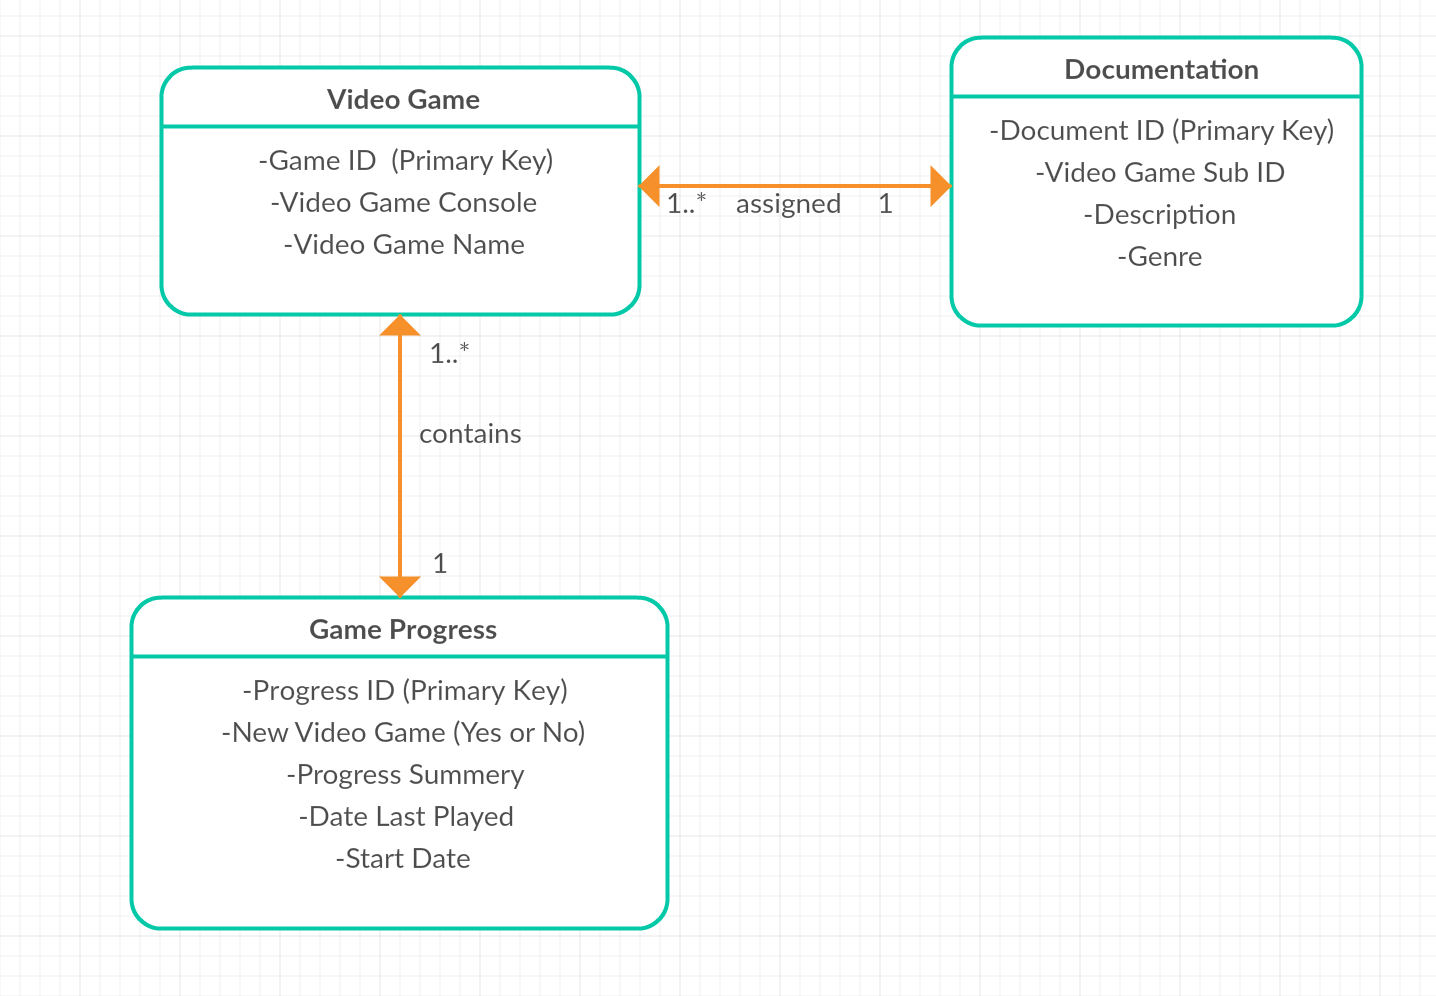 Video Game
-Game ID  (Primary Key)
-Video Game Console
-Video Game Name
1..* assigned 1
Documentation
-Document ID (Primary Key)
-Video Game Sub ID
-Description
-Genre
1..*
contains
1
Game Progress
-Progress ID (Primary Key)
-New Video Game (Yes or No)
-Progress Summery
-Date Last Played
-Start Date